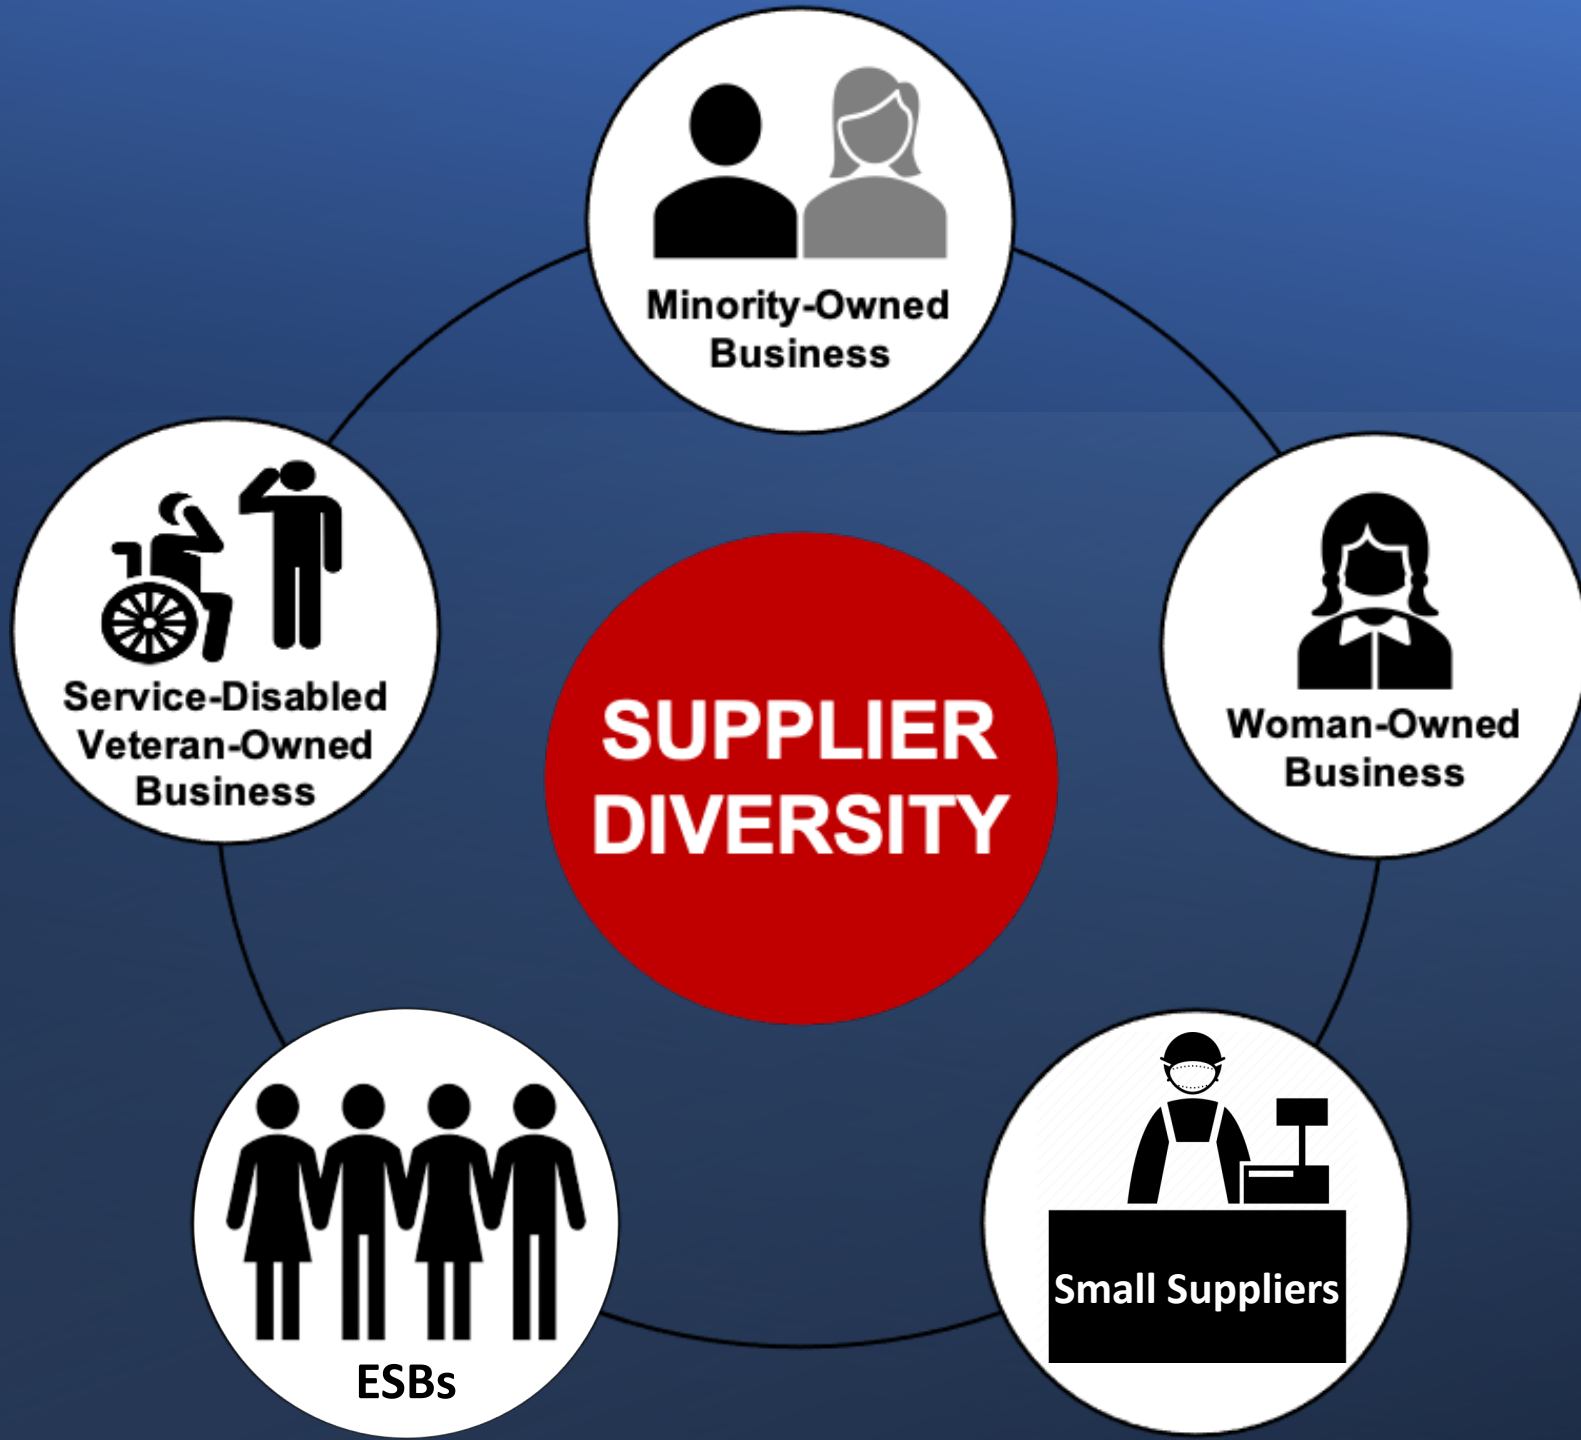 Minority-Owned
Business
Service-Disabled
Veteran-Owned
Business
SUPPLIER
DIVERSITY
Woman-Owned
Business
ESBs
Small Suppliers